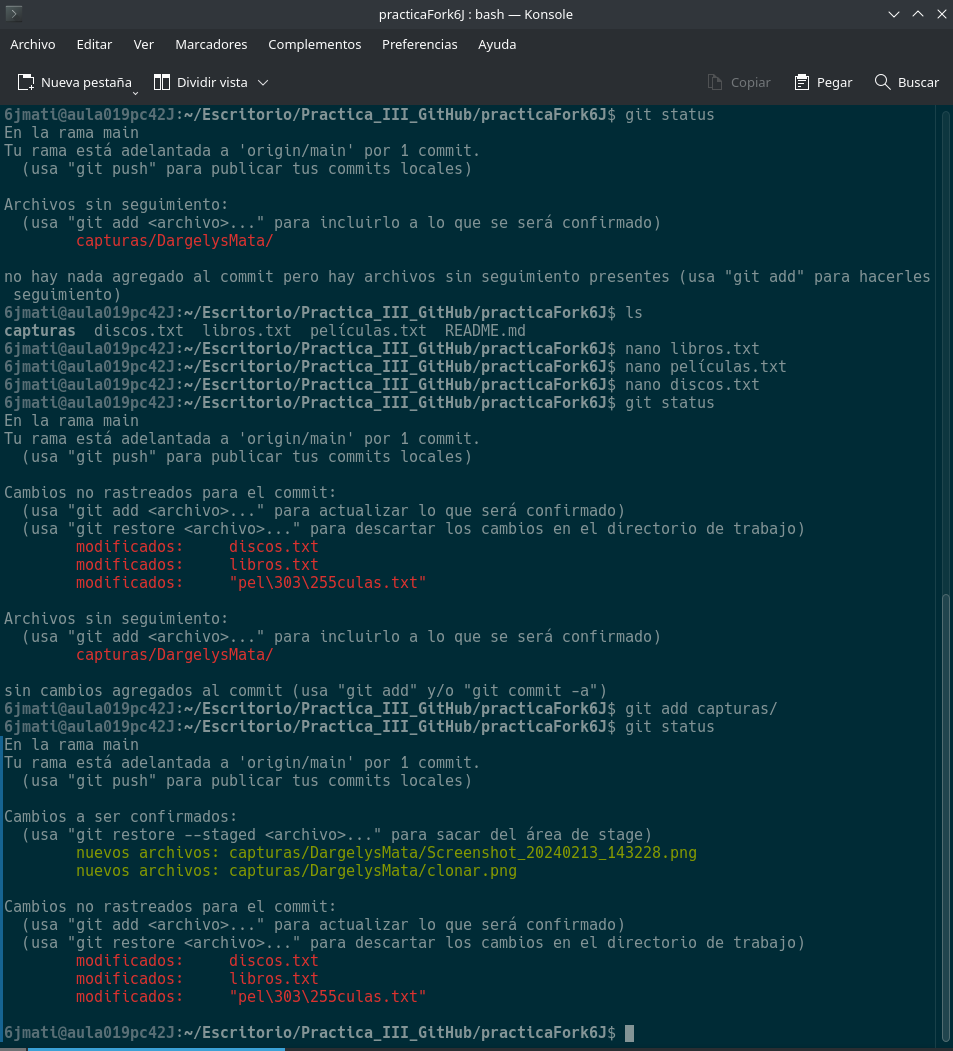 practicaFork6J : bash — Konsole
Archivo Editar Ver Marcadores Complementos Preferencias Ayuda
Nueva pestaña Dividir vista Copiar Pegar Buscar
6jmati@aula019pc42J:~/Escritorio/Practica_III_GitHub/practicaFork6J$ git status
En la rama main
Tu rama está adelantada a 'origin/main' por 1 commit.
  (usa "git push" para publicar tus commits locales)

Archivos sin seguimiento:
  (usa "git add <archivo>..." para incluirlo a lo que se será confirmado)
        capturas/DargelysMata/

no hay nada agregado al commit pero hay archivos sin seguimiento presentes (usa "git add" para hacerles
 seguimiento)
6jmati@aula019pc42J:~/Escritorio/Practica_III_GitHub/practicaFork6J$ ls
capturas  discos.txt  libros.txt  películas.txt  README.md
6jmati@aula019pc42J:~/Escritorio/Practica_III_GitHub/practicaFork6J$ nano libros.txt
6jmati@aula019pc42J:~/Escritorio/Practica_III_GitHub/practicaFork6J$ nano películas.txt
6jmati@aula019pc42J:~/Escritorio/Practica_III_GitHub/practicaFork6J$ nano discos.txt
6jmati@aula019pc42J:~/Escritorio/Practica_III_GitHub/practicaFork6J$ git status
En la rama main
Tu rama está adelantada a 'origin/main' por 1 commit.
  (usa "git push" para publicar tus commits locales)

Cambios no rastreados para el commit:
  (usa "git add <archivo>..." para actualizar lo que será confirmado)
  (usa "git restore <archivo>..." para descartar los cambios en el directorio de trabajo)
        modificados:     discos.txt
        modificados:     libros.txt
        modificados:     "pel\303\255culas.txt"

Archivos sin seguimiento:
  (usa "git add <archivo>..." para incluirlo a lo que se será confirmado)
        capturas/DargelysMata/

sin cambios agregados al commit (usa "git add" y/o "git commit -a")
6jmati@aula019pc42J:~/Escritorio/Practica_III_GitHub/practicaFork6J$ git add capturas/
6jmati@aula019pc42J:~/Escritorio/Practica_III_GitHub/practicaFork6J$ git status
En la rama main
Tu rama está adelantada a 'origin/main' por 1 commit.
  (usa "git push" para publicar tus commits locales)

Cambios a ser confirmados:
  (usa "git restore --staged <archivo>..." para sacar del área de stage)
        nuevos archivos: capturas/DargelysMata/Screenshot_20240213_143228.png
        nuevos archivos: capturas/DargelysMata/clonar.png

Cambios no rastreados para el commit:
  (usa "git add <archivo>..." para actualizar lo que será confirmado)
  (usa "git restore <archivo>..." para descartar los cambios en el directorio de trabajo)
        modificados:     discos.txt
        modificados:     libros.txt
        modificados:     "pel\303\255culas.txt"

6jmati@aula019pc42J:~/Escritorio/Practica_III_GitHub/practicaFork6J$